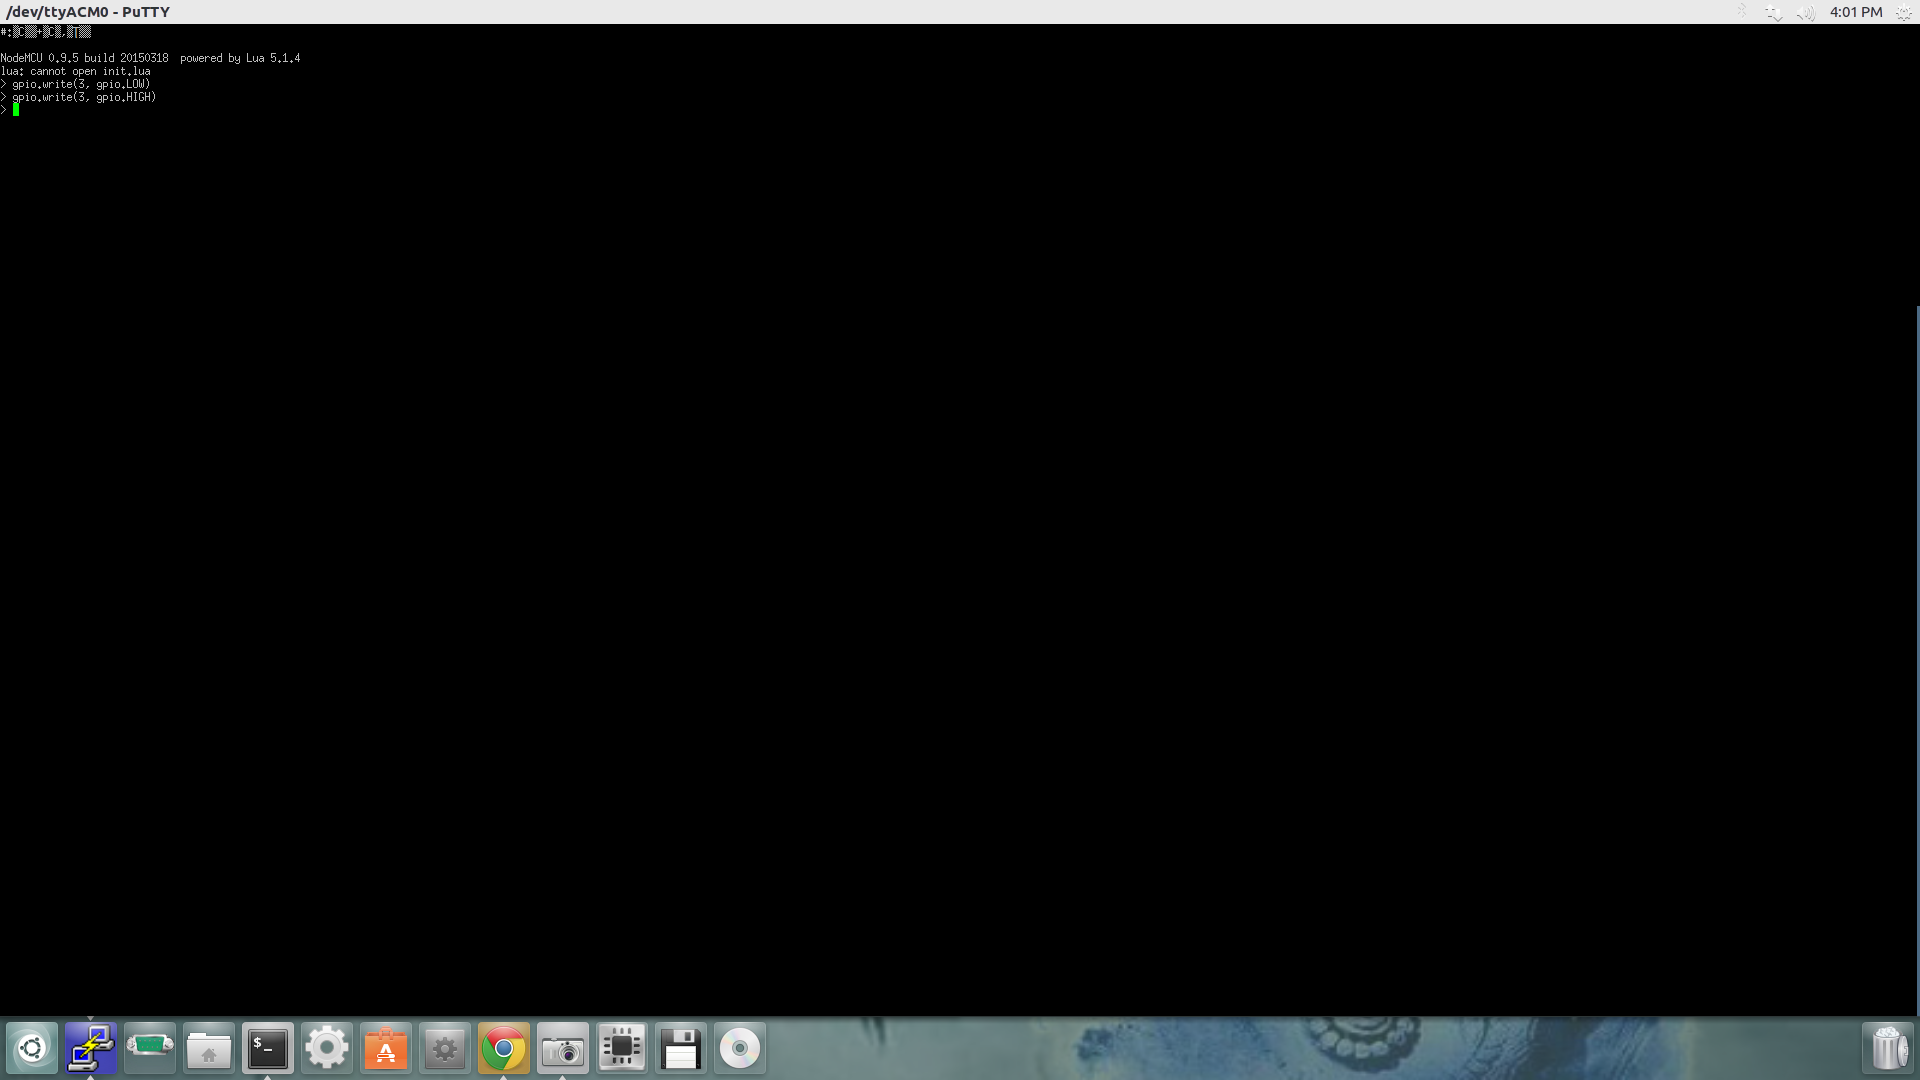 /dev/ttyACM0 - PuTTY
4:01 PM
NodeMCU 0.9.5 build 20150318  powered by Lua 5.1.4
lua: cannot open init.lua
> gpio.write(3, gpio.LOW)
> gpio.write(3, gpio.HIGH)
>
$_